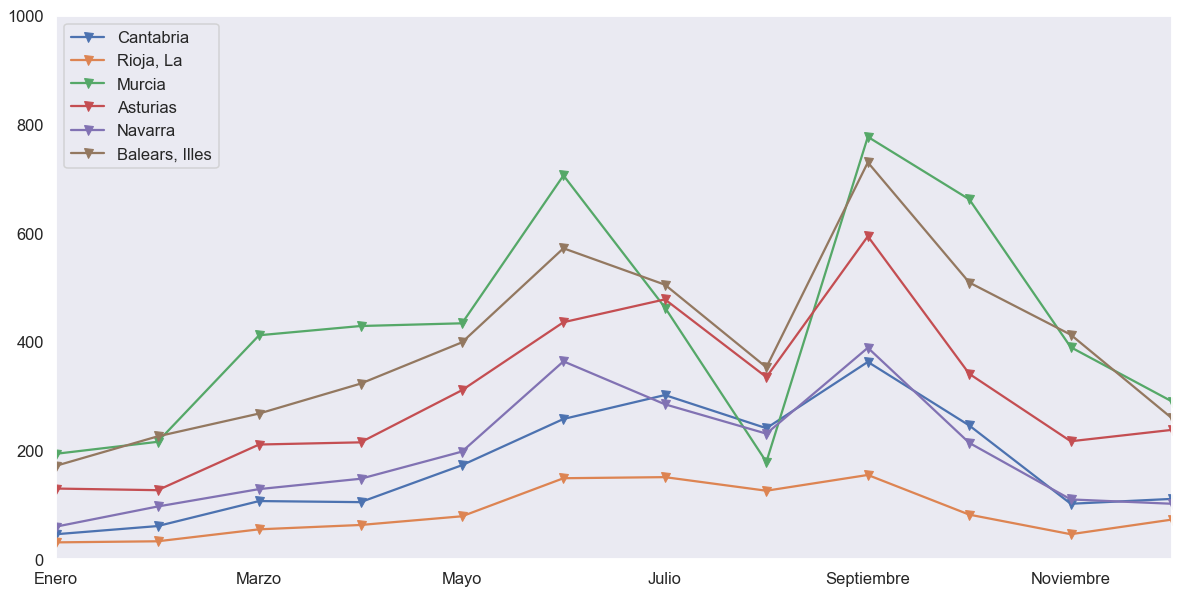 1000
800
600
400
200
0
Cantabria
Rioja, La
Murcia
Asturias
Navarra
Balears, Illes
Enero Marzo Mayo Julio Septiembre Noviembre